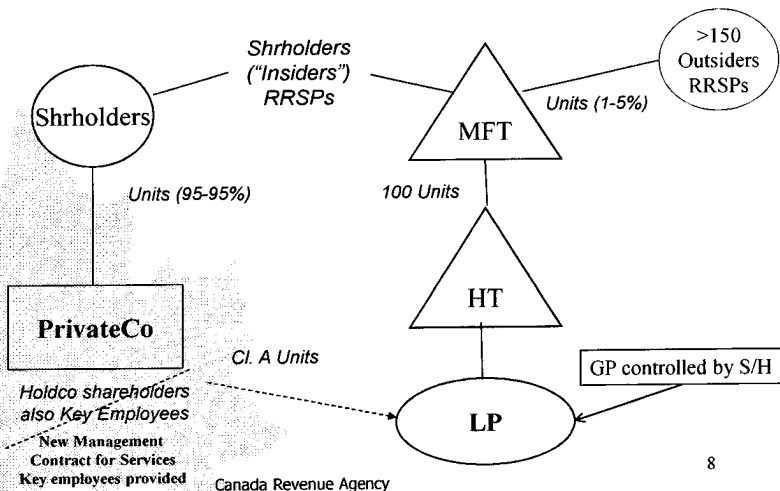 Shrholders
("Insiders")
RRSPs
>150
Outsiders
RRSPs
Shrholders
MFT
Units (1-5%)
Units (95-95%)
100 Units
HT
PrivateCo
Cl. A Units
GP controlled by S/H
Holdco shareholders
also Key Employees
LP
New Management
Contract for Services
Key employees provided
Canada Revenue Agency
8